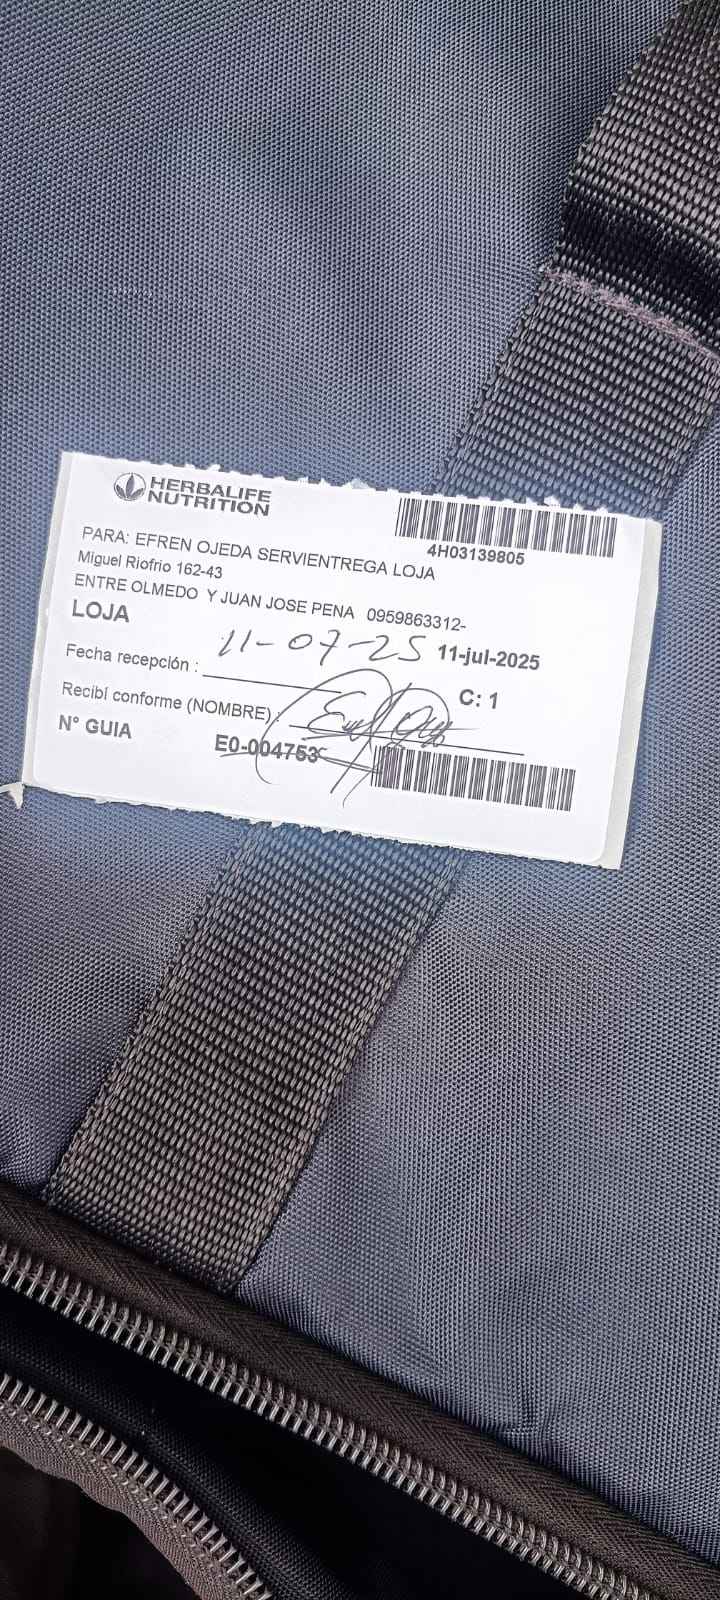 HERBALIFE
NUTRITION
4H03139805
PARA: EFREN OJEDA SERVIENTREGA LOJA
Miguel Riofrio 162-43
ENTRE OLMEDO Y JUAN JOSE PENA 0959863312-
LOJA
11-07-25 11-jul-2025
Fecha recepción :
C: 1
Recibí conforme (NOMBRE) :
N° GUIA
E0-004753